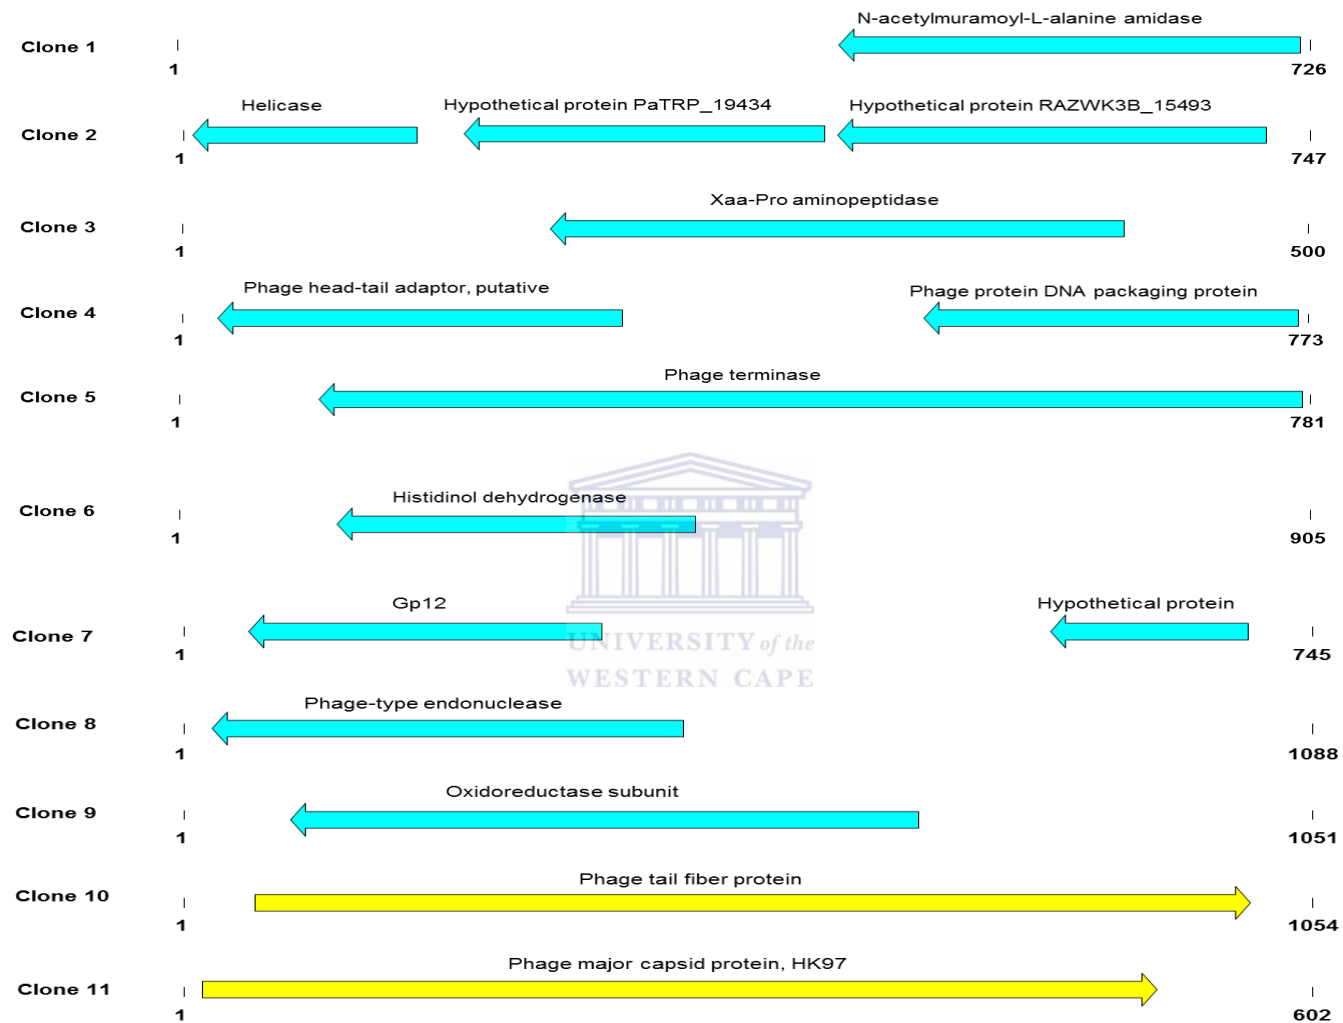 N-acetylmuramoyl-L-alanine amidase
Clone 1
1
726
Helicase
Hypothetical protein PaTRP_19434
Hypothetical protein RAZWK3B_15493
Clone 2
1
747
Xaa-Pro aminopeptidase
Clone 3
1
500
Phage head-tail adaptor, putative
Phage protein DNA packaging protein
Clone 4
1
773
Phage terminase
Clone 5
1
781
Histidinol dehydrogenase
Clone 6
1
905
Gp12
Hypothetical protein
Clone 7
1
745
UNIVERSITY of the
WESTERN CAPE
Phage-type endonuclease
Clone 8
1
1088
Oxidoreductase subunit
Clone 9
1
1051
Phage tail fiber protein
Clone 10
1
1054
Phage major capsid protein, HK97
Clone 11
1
602